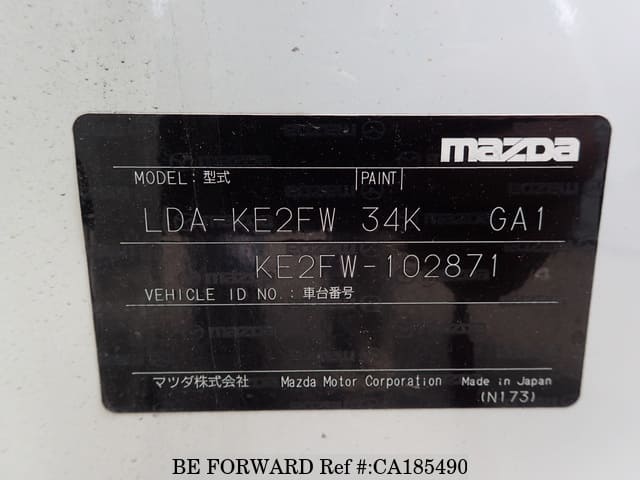 mazda
MODEL: 型式 PAINT
LDA-KE2FW 34K GA1
KE2FW-102871
VEHICLE ID NO.: 車台番号
マツダ株式会社 Mazda Motor Corporation Made in Japan
(N173)
BE FORWARD Ref #:CA185490